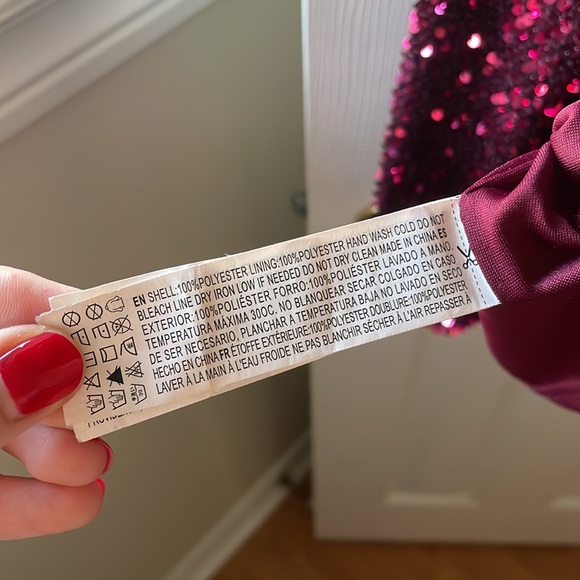 EN SHELL:100%POLYESTER LINING:100%POLYESTER HAND WASH COLD DO NOT
BLEACH LINE DRY IRON LOW IF NEEDED DO NOT DRY CLEAN MADE IN CHINA ES
EXTERIOR:100%POLIÉSTER FORRO:100%POLIÉSTER LAVADO A MANO,
TEMPERATURA MÁXIMA 30OC, NO BLANQUEAR SECAR COLGADO EN CASO
DE SER NECESARIO, PLANCHAR A TEMPERATURA BAJA NO LAVADO EN SECO
HECHO EN CHINA FR ÉTOFFE EXTÉRIEURE:100%POLYESTER DOUBLURE:100%POLYESTER
LAVER À LA MAIN À L'EAU FROIDE NE PAS BLANCHIR SÉCHER À L'AIR REPASSER À